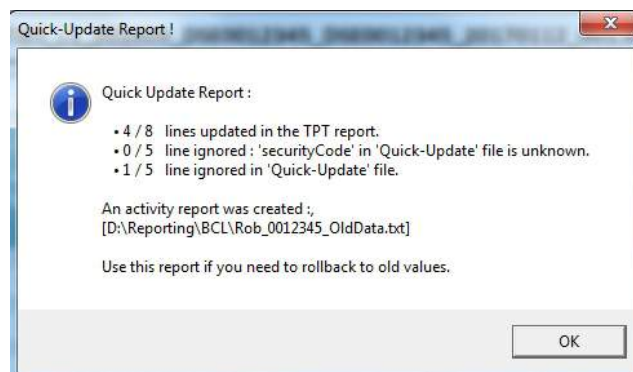 Quick-Update Report !
Quick Update Report :
• 4 / 8 lines updated in the TPT report.
• 0 / 5 line ignored : 'securityCode' in 'Quick-Update' file is unknown.
• 1 / 5 line ignored in 'Quick-Update' file.
An activity report was created :,
[D:\Reporting\BCL\Rob_0012345_OldData.txt]
Use this report if you need to rollback to old values.
OK